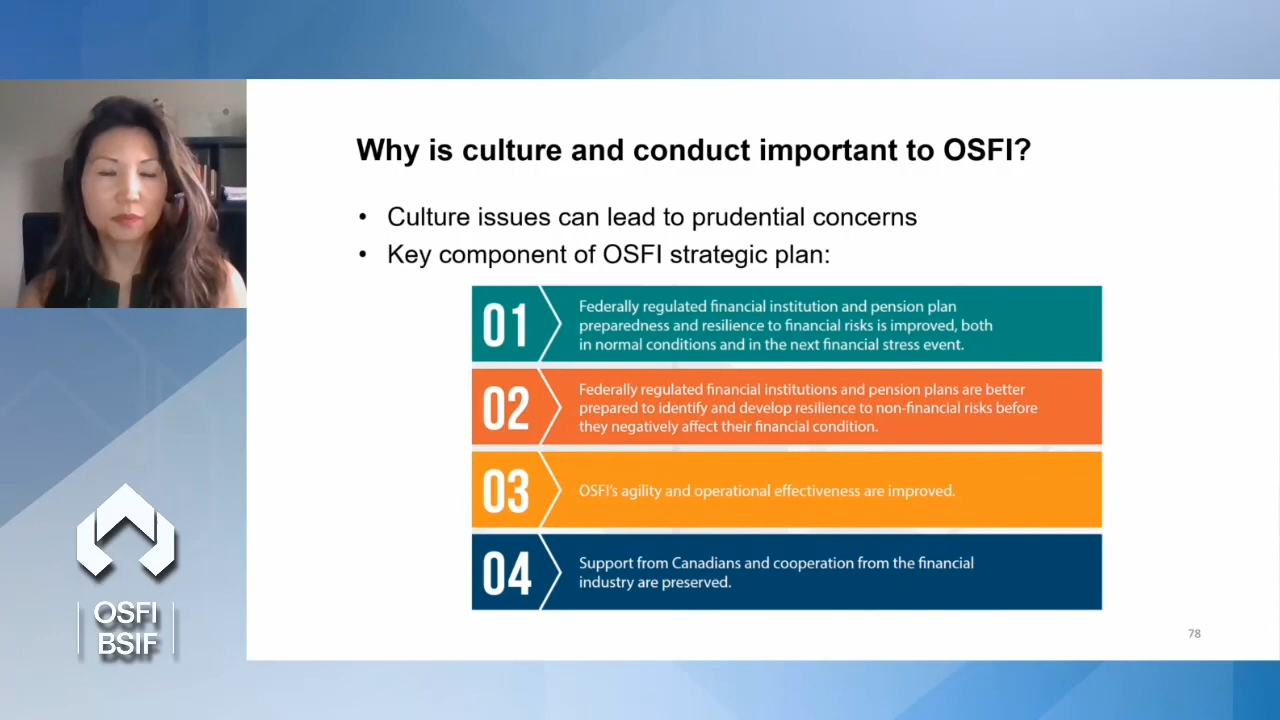 Why is culture and conduct important to OSFI?
• Culture issues can lead to prudential concerns
• Key component of OSFI strategic plan:
01
Federally regulated financial institution and pension plan
preparedness and resilience to financial risks is improved, both
in normal conditions and in the next financial stress event.
02
Federally regulated financial institutions and pension plans are better
prepared to identify and develop resilience to non-financial risks before
they negatively affect their financial condition.
03
OSFI's agility and operational effectiveness are improved.
04
Support from Canadians and cooperation from the financial
industry are preserved.
78
OSFI
BSIF